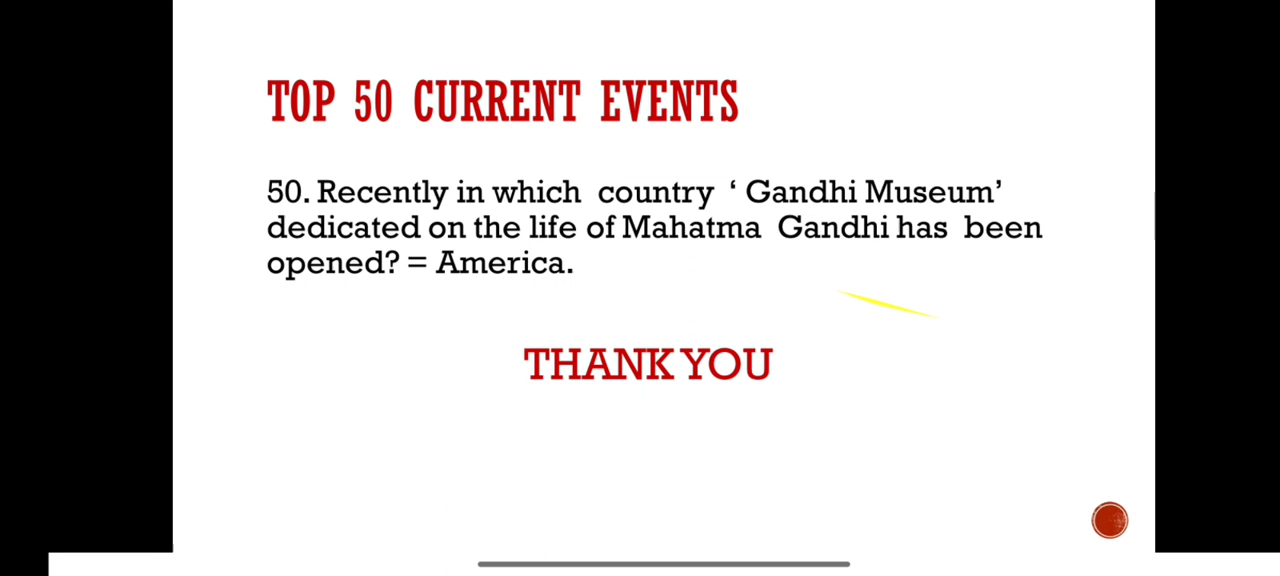 TOP 50 CURRENT EVENTS
50. Recently in which country ‘ Gandhi Museum’
dedicated on the life of Mahatma Gandhi has been
opened? = America.
THANK YOU